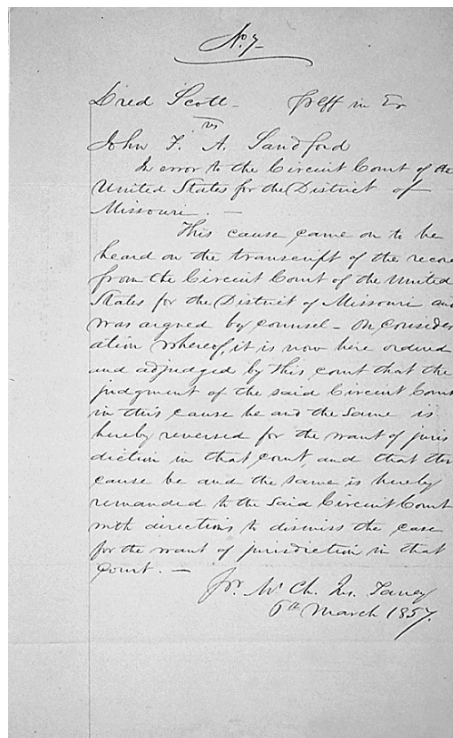 No. 7
Dred Scott - Plff in Er
vs
John F. A. Sandford
In error to the Circuit Court of the
United States for the District of
Missouri. -
This cause came on to be
heard on the transcript of the recor
from the Circuit Court of the United
States for the District of Missouri and
was argued by counsel - On consider
ation whereof, it is now here ordered
and adjudged by this court that the
judgment of the said Circuit Court
in this cause be and the same is
hereby reversed for the want of juris
diction in that court, and that this
cause be and the same is hereby
remanded to the said Circuit Court
with directions to dismiss the case
for the want of jurisdiction in that
court. -
Pr. Mr. Ch. Jus. Taney
6th March 1857.